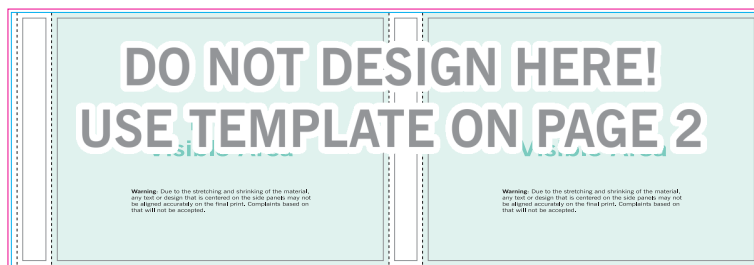 DO NOT DESIGN HERE!
USE TEMPLATE ON PAGE 2
Visible Area
Visible Area
Warning: Due to the stretching and shrinking of the material,
any text or design that is centered on the side panels may not
be aligned accurately on the final print. Complaints based on
that will not be accepted.
Warning: Due to the stretching and shrinking of the material,
any text or design that is centered on the side panels may not
be aligned accurately on the final print. Complaints based on
that will not be accepted.